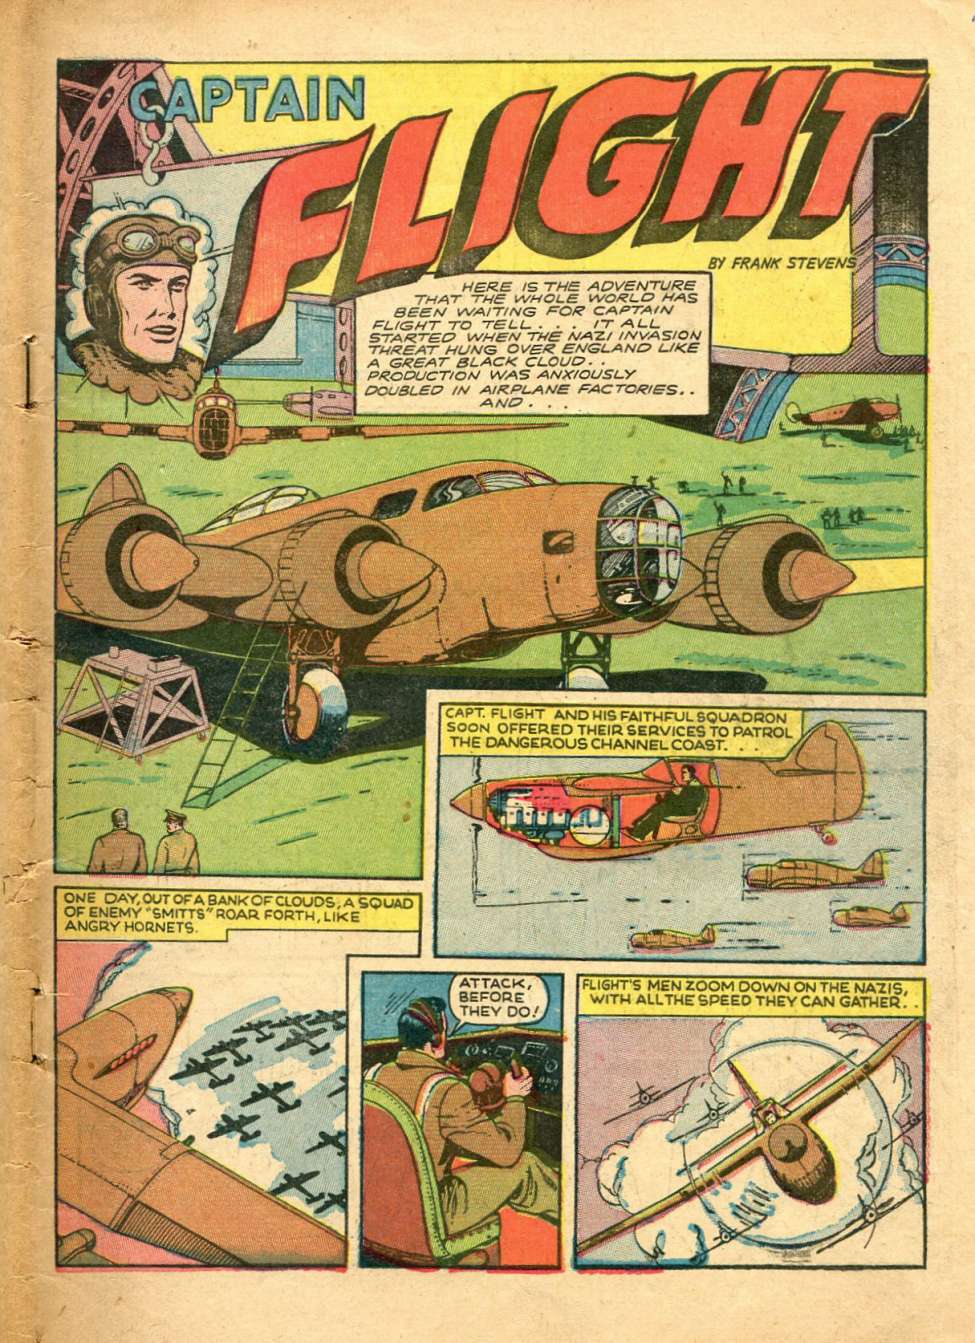 CAPTAIN
FLIGHT
BY FRANK STEVENS
HERE IS THE ADVENTURE
THAT THE WHOLE WORLD HAS
BEEN WAITING FOR CAPTAIN
FLIGHT TO TELL. . . . IT ALL
STARTED WHEN THE NAZI INVASION
THREAT HUNG OVER ENGLAND LIKE
A GREAT BLACK CLOUD.
PRODUCTION WAS ANXIOUSLY
DOUBLED IN AIRPLANE FACTORIES..
AND. . .
CAPT. FLIGHT AND HIS FAITHFUL SQUADRON
SOON OFFERED THEIR SERVICES TO PATROL
THE DANGEROUS CHANNEL COAST. . .
ONE DAY, OUT OF A BANK OF CLOUDS, A SQUAD
OF ENEMY "SMITTS" ROAR FORTH, LIKE
ANGRY HORNETS.
ATTACK,
BEFORE
THEY DO!
FLIGHT'S MEN ZOOM DOWN ON THE NAZIS,
WITH ALL THE SPEED THEY CAN GATHER. . .